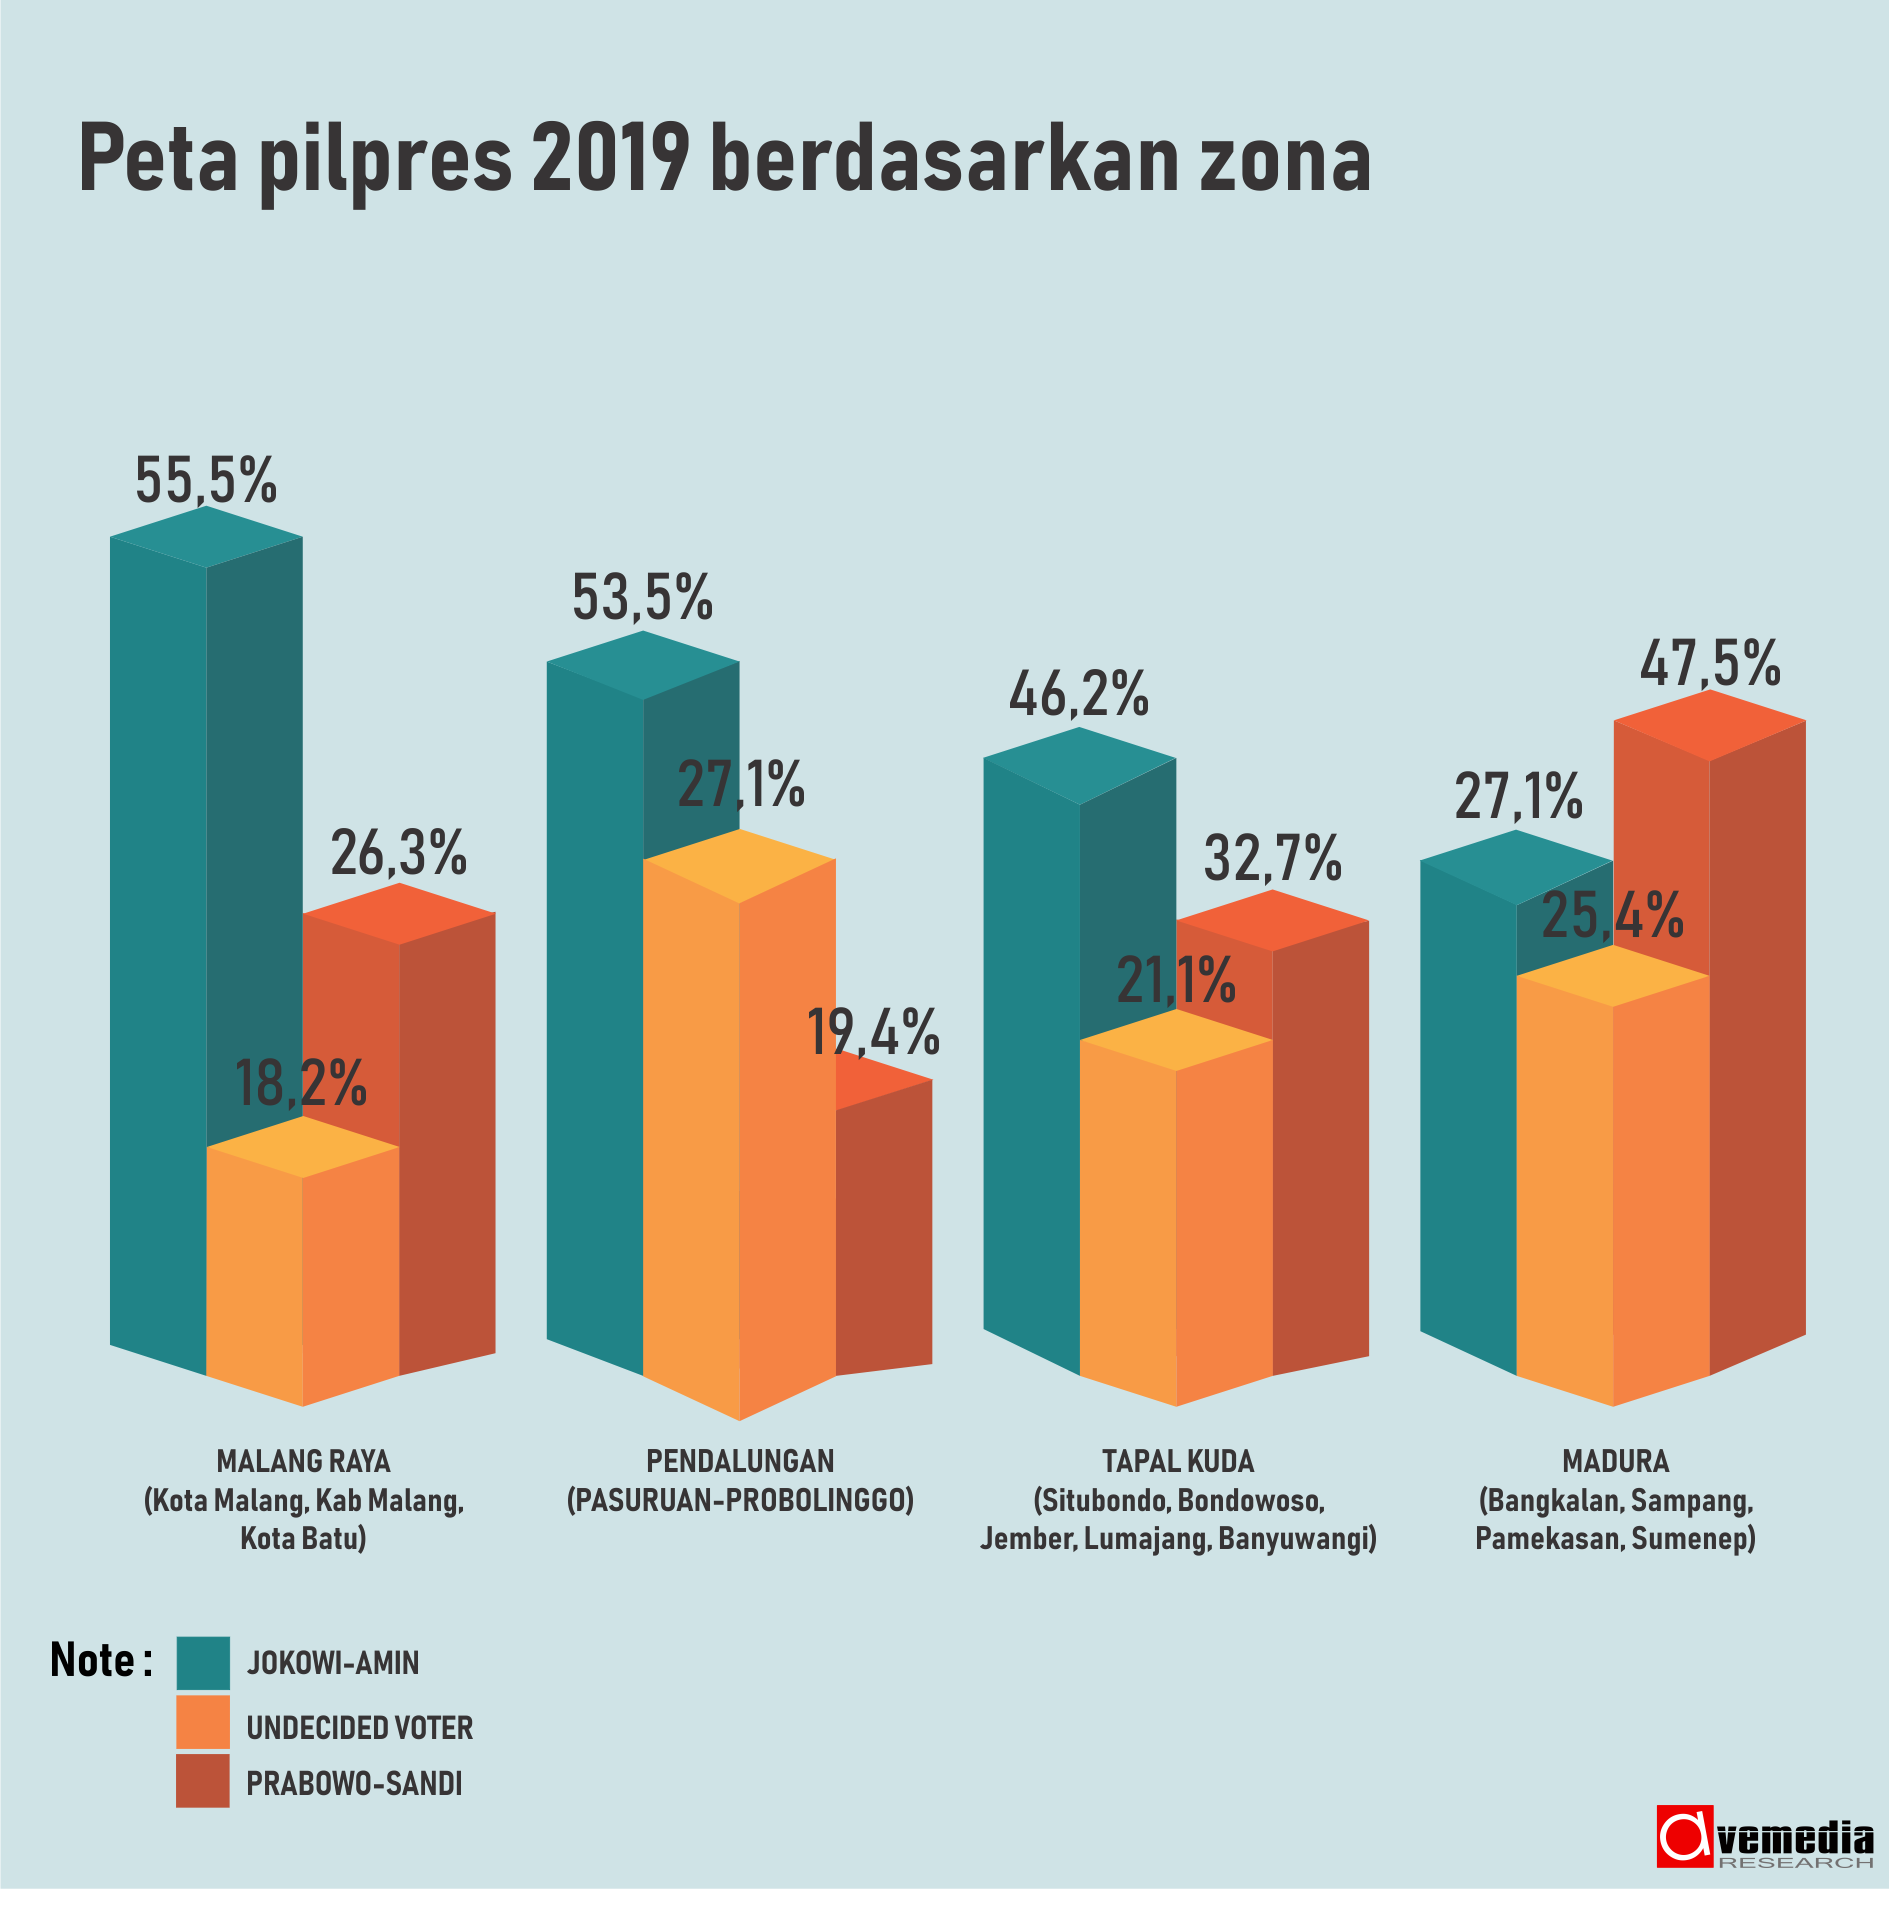 Peta pilpres 2019 berdasarkan zona
55,5%
18,2%
26,3%
53,5%
27,1%
19,4%
46,2%
21,1%
32,7%
27,1%
25,4%
47,5%
MALANG RAYA
(Kota Malang, Kab Malang,
Kota Batu)
PENDALUNGAN
(PASURUAN-PROBOLINGGO)
TAPAL KUDA
(Situbondo, Bondowoso,
Jember, Lumajang, Banyuwangi)
MADURA
(Bangkalan, Sampang,
Pamekasan, Sumenep)
Note :
JOKOWI-AMIN
UNDECIDED VOTER
PRABOWO-SANDI
avemedia
RESEARCH